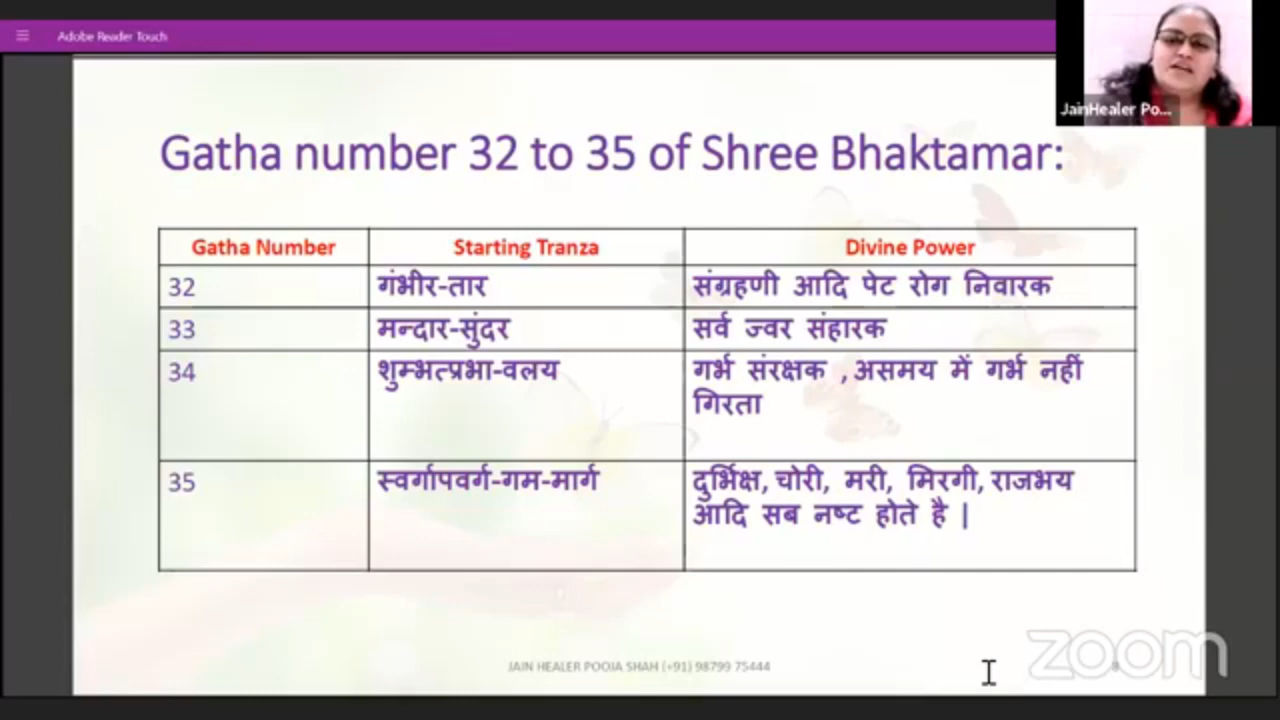 Adobe Reader Touch
JainHealer Po...
Gatha number 32 to 35 of Shree Bhaktamar:
Gatha Number Starting Tranza Divine Power
32 गंभीर-तार संग्रहणी आदि पेट रोग निवारक
33 मन्दार-सुंदर सर्व ज्वर संहारक
34 शुम्भत्प्रभा-वलय गर्भ संरक्षक ,असमय में गर्भ नहीं
गिरता
35 स्वर्गापवर्ग-गम-मार्ग दुर्भिक्ष, चोरी, मरी, मिरगी, राजभय
आदि सब नष्ट होते है |
JAIN HEALER POOJA SHAH (+91) 98799 75444
8
zoom